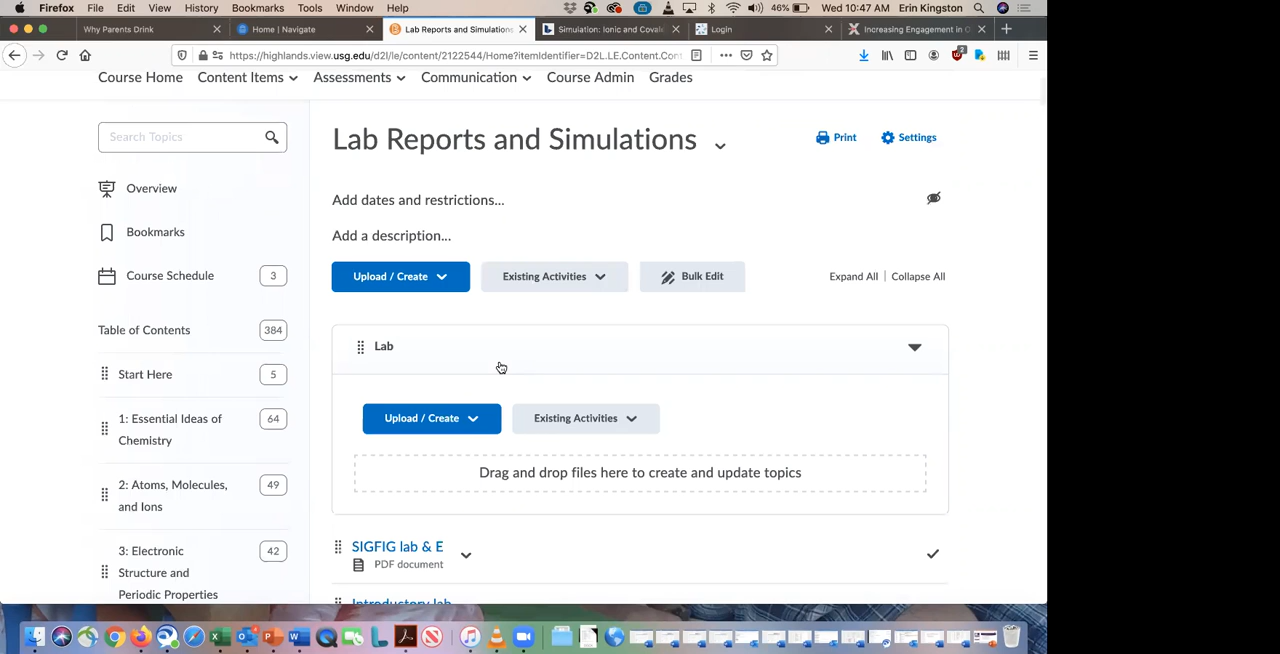 Firefox File Edit View History Bookmarks Tools Window Help 46% Wed 10:47 AM Erin Kingston
Why Parents Drink Home | Navigate Lab Reports and Simulations Simulation: Ionic and Covale Login Increasing Engagement in O
https://highlands.view.usg.edu/d2l/le/content/2122544/Home?itemIdentifier=D2L.LE.Content.Cont
Course Home Content Items Assessments Communication Course Admin Grades
Search Topics
Overview
Bookmarks
Course Schedule 3
Table of Contents 384
Start Here 5
1: Essential Ideas of 64
Chemistry
2: Atoms, Molecules, 49
and Ions
3: Electronic 42
Structure and
Periodic Properties
Lab Reports and Simulations
Print Settings
Add dates and restrictions...
Add a description...
Upload / Create Existing Activities Bulk Edit Expand All | Collapse All
Lab
Upload / Create Existing Activities
Drag and drop files here to create and update topics
SIGFIG lab & E
PDF document
Introductory lab